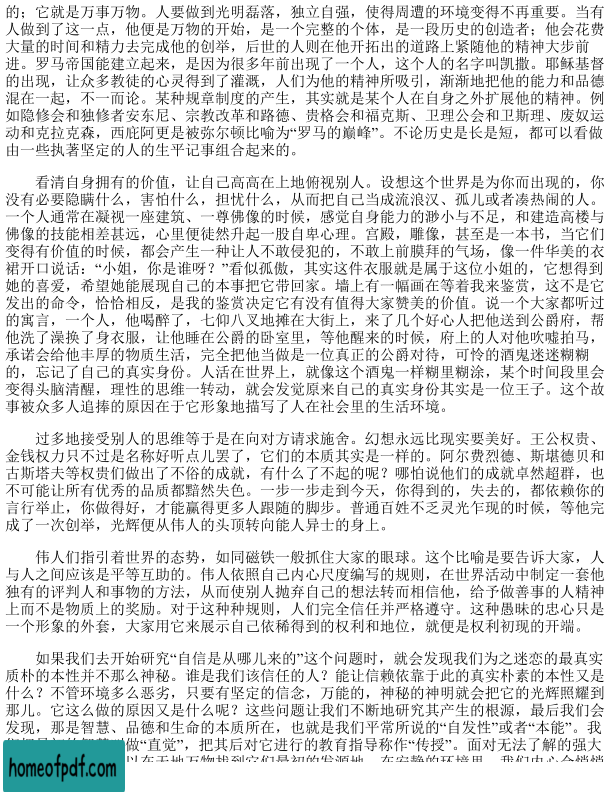 的；它就是万事万物。人要做到光明磊落，独立自强，使得周遭的环境变得不再重要。当有
人做到了这一点，他便是万物的开始，是一个完整的个体，是一段历史的创造者；他会花费
大量的时间和精力去完成他的创举，后世的人则在他开拓出的道路上紧随他的精神大步前
进。罗马帝国能建立起来，是因为很多年前出现了一个人，这个人的名字叫凯撒。耶稣基督
的出现，让众多教徒的心灵得到了灌溉，人们为他的精神所吸引，渐渐地把他的能力和品德
混在一起，不一而论。某种规章制度的产生，其实就是某个人在自身之外扩展他的精神。例
如隐修会和独修者安东尼、宗教改革和路德、贵格会和福克斯、卫理公会和卫斯理、废奴运
动和克拉克森，西庇阿更是被弥尔顿比喻为“罗马的巅峰”。不论历史是长是短，都可以看做
由一些执著坚定的人的生平记事组合起来的。
看清自身拥有的价值，让自己高高在上地俯视别人。设想这个世界是为你而出现的，你
没有必要隐瞒什么，害怕什么，担忧什么，从而把自己当成流浪汉、孤儿或者凑热闹的人。
一个人通常在凝视一座建筑、一尊佛像的时候，感觉自身能力的渺小与不足，和建造高楼与
佛像的技能相差甚远，心里便徒然升起一股自卑心理。宫殿，雕像，甚至是一本书，当它们
变得有价值的时候，都会产生一种让人不敢侵犯的，不敢上前膜拜的气场，像一件华美的衣
裙开口说话；“小姐，你是谁呀？”看似孤傲，其实这件衣服就是属于这位小姐的，它想得到
她的喜爱，希望她能展现自己的本事把它带回家。墙上有一幅画在等着我来鉴赏，这不是它
发出的命令，恰恰相反，是我的鉴赏决定它有没有值得大家赞美的价值。说一个大家都听过
的寓言，一个人，他喝醉了，七仰八叉地摊在大街上，来了几个好心人把他送到公爵府，帮
他洗了澡换了身衣服，让他睡在公爵的卧室里，等他醒来的时候，府上的人对他吹嘘拍马，
承诺会给他丰厚的物质生活，完全把他当做是一位真正的公爵对待，可怜的酒鬼迷迷糊糊
的，忘记了自己的真实身份。人活在世界上，就像这个酒鬼一样糊里糊涂，某个时间段里会
变得头脑清醒，理性的思维一转动，就会发觉原来自己的真实身份其实是一位王子。这个故
事被众多人追捧的原因在于它形象地描写了人在社会里的生活环境。
过多地接受别人的思维等于是在向对方请求施舍。幻想永远比现实要美好。王公权贵、
金钱权力只不过是名称好听点儿罢了，它们的本质其实是一样的。阿尔费烈德、斯堪德贝和
古斯塔夫等权贵们做出了不俗的成就，有什么了不起的呢？哪怕说他们的成就卓然超群，也
不可能让所有优秀的品质都黯然失色。一步一步走到今天，你得到的，失去的，都依赖你的
言行举止，你做得好，才能赢得更多人跟随的脚步。普通百姓不乏灵光乍现的时候，等他完
成了一次创举，光辉便从伟人的头顶转向能人异士的身上。
伟人们指引着世界的态势，如同磁铁一般抓住大家的眼球。这个比喻是要告诉大家，人
与人之间应该是平等互助的。伟人依照自己内心尺度编写的规则，在世界活动中制定一套他
独有的评判人和事物的方法，从而使别人抛弃自己的想法转而相信他，给予做善事的人精神
上而不是物质上的奖励。对于这种种规则，人们完全信任并严格遵守。这种愚昧的忠心只是
一个形象的外套，大家用它来展示自己依稀得到的权利和地位，就便是权利初现的开端。
如果我们去开始研究“自信是从哪儿来的”这个问题时，就会发现我们为之迷恋的最真实
质朴的本性并不那么神秘。谁是我们该信任的人？能让信赖依靠于此的真实朴素的本性又是
什么？不管环境多么恶劣，只要有坚定的信念，万能的，神秘的神明就会把它的光辉照耀到
那儿。它这么做的原因又是什么呢？这些问题让我们不断地研究其产生的根源，最后我们会
发现，那是智慧、品德和生命的本质所在，也就是我们平常所说的“自发性”或者“本能”。我
做“直觉”，把其后对它进行的教育指导称作“传授”。面对无法了解的强大
以在天地万物找到它们最初的发源地。在安静的环境里，我们内心会悄悄
homeofpdf.com